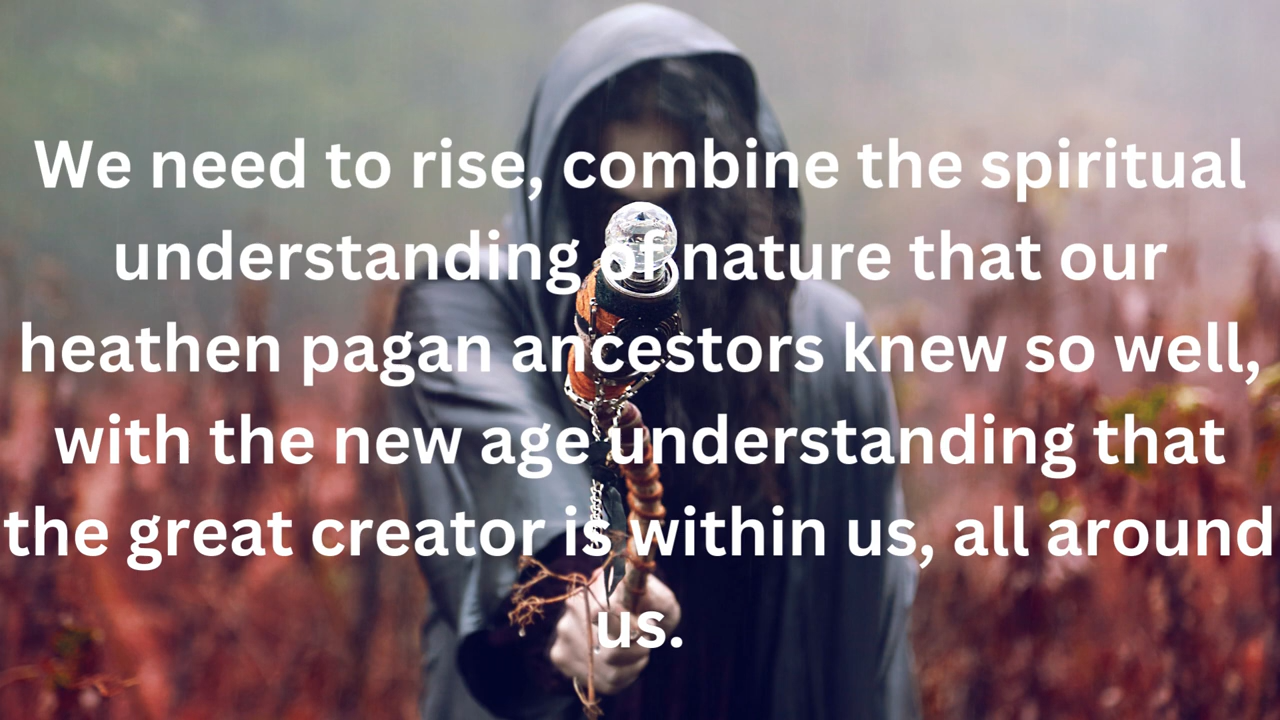 We need to rise, combine the spiritual
understanding of nature that our
heathen pagan ancestors knew so well,
with the new age understanding that
the great creator is within us, all around
us.